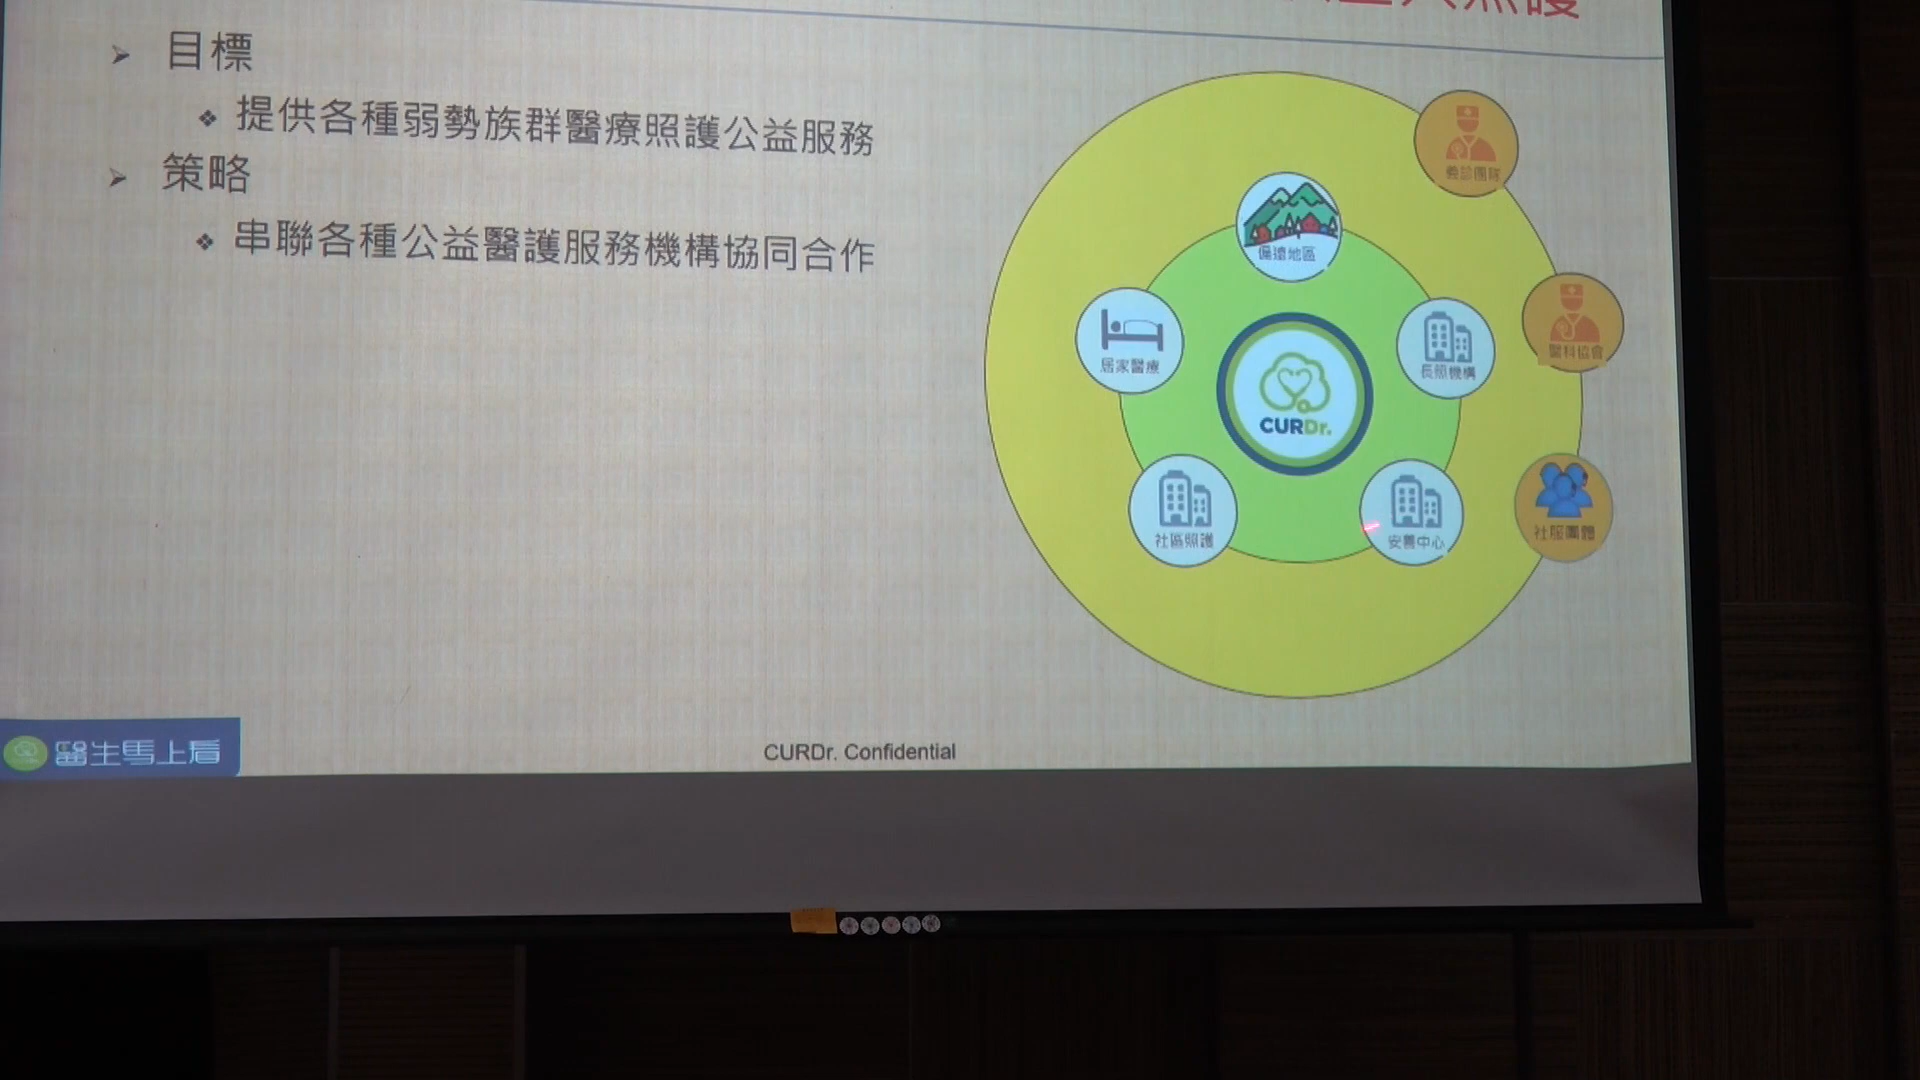 照護
目標
提供各種弱勢族群醫療照護公益服務
策略
串聯各種公益醫護服務機構協同合作
義診團隊
偏遠地區
醫科協會
居家醫療
長照機構
CURDr.
社區照護
安養中心
社服團體
醫生馬上看
CURDr. Confidential